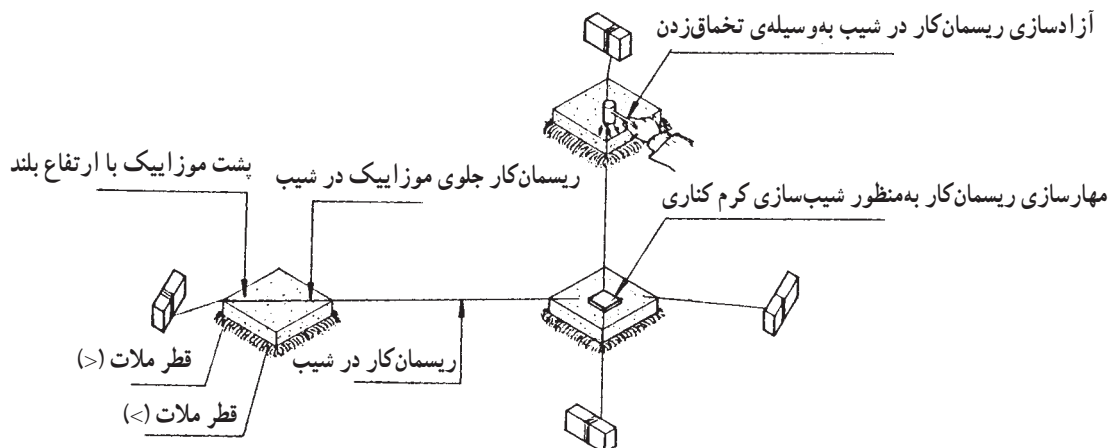 آزادسازی ریسمان‌کار در شیب به‌وسیله‌ی تخماق‌زدن
پشت موزاییک با ارتفاع بلند
ریسمان‌کار جلوی موزاییک در شیب
مهارسازی ریسمان‌کار به‌منظور شیب‌سازی کرم کناری
قطر ملات (<)
ریسمان‌کار در شیب
قطر ملات (>)